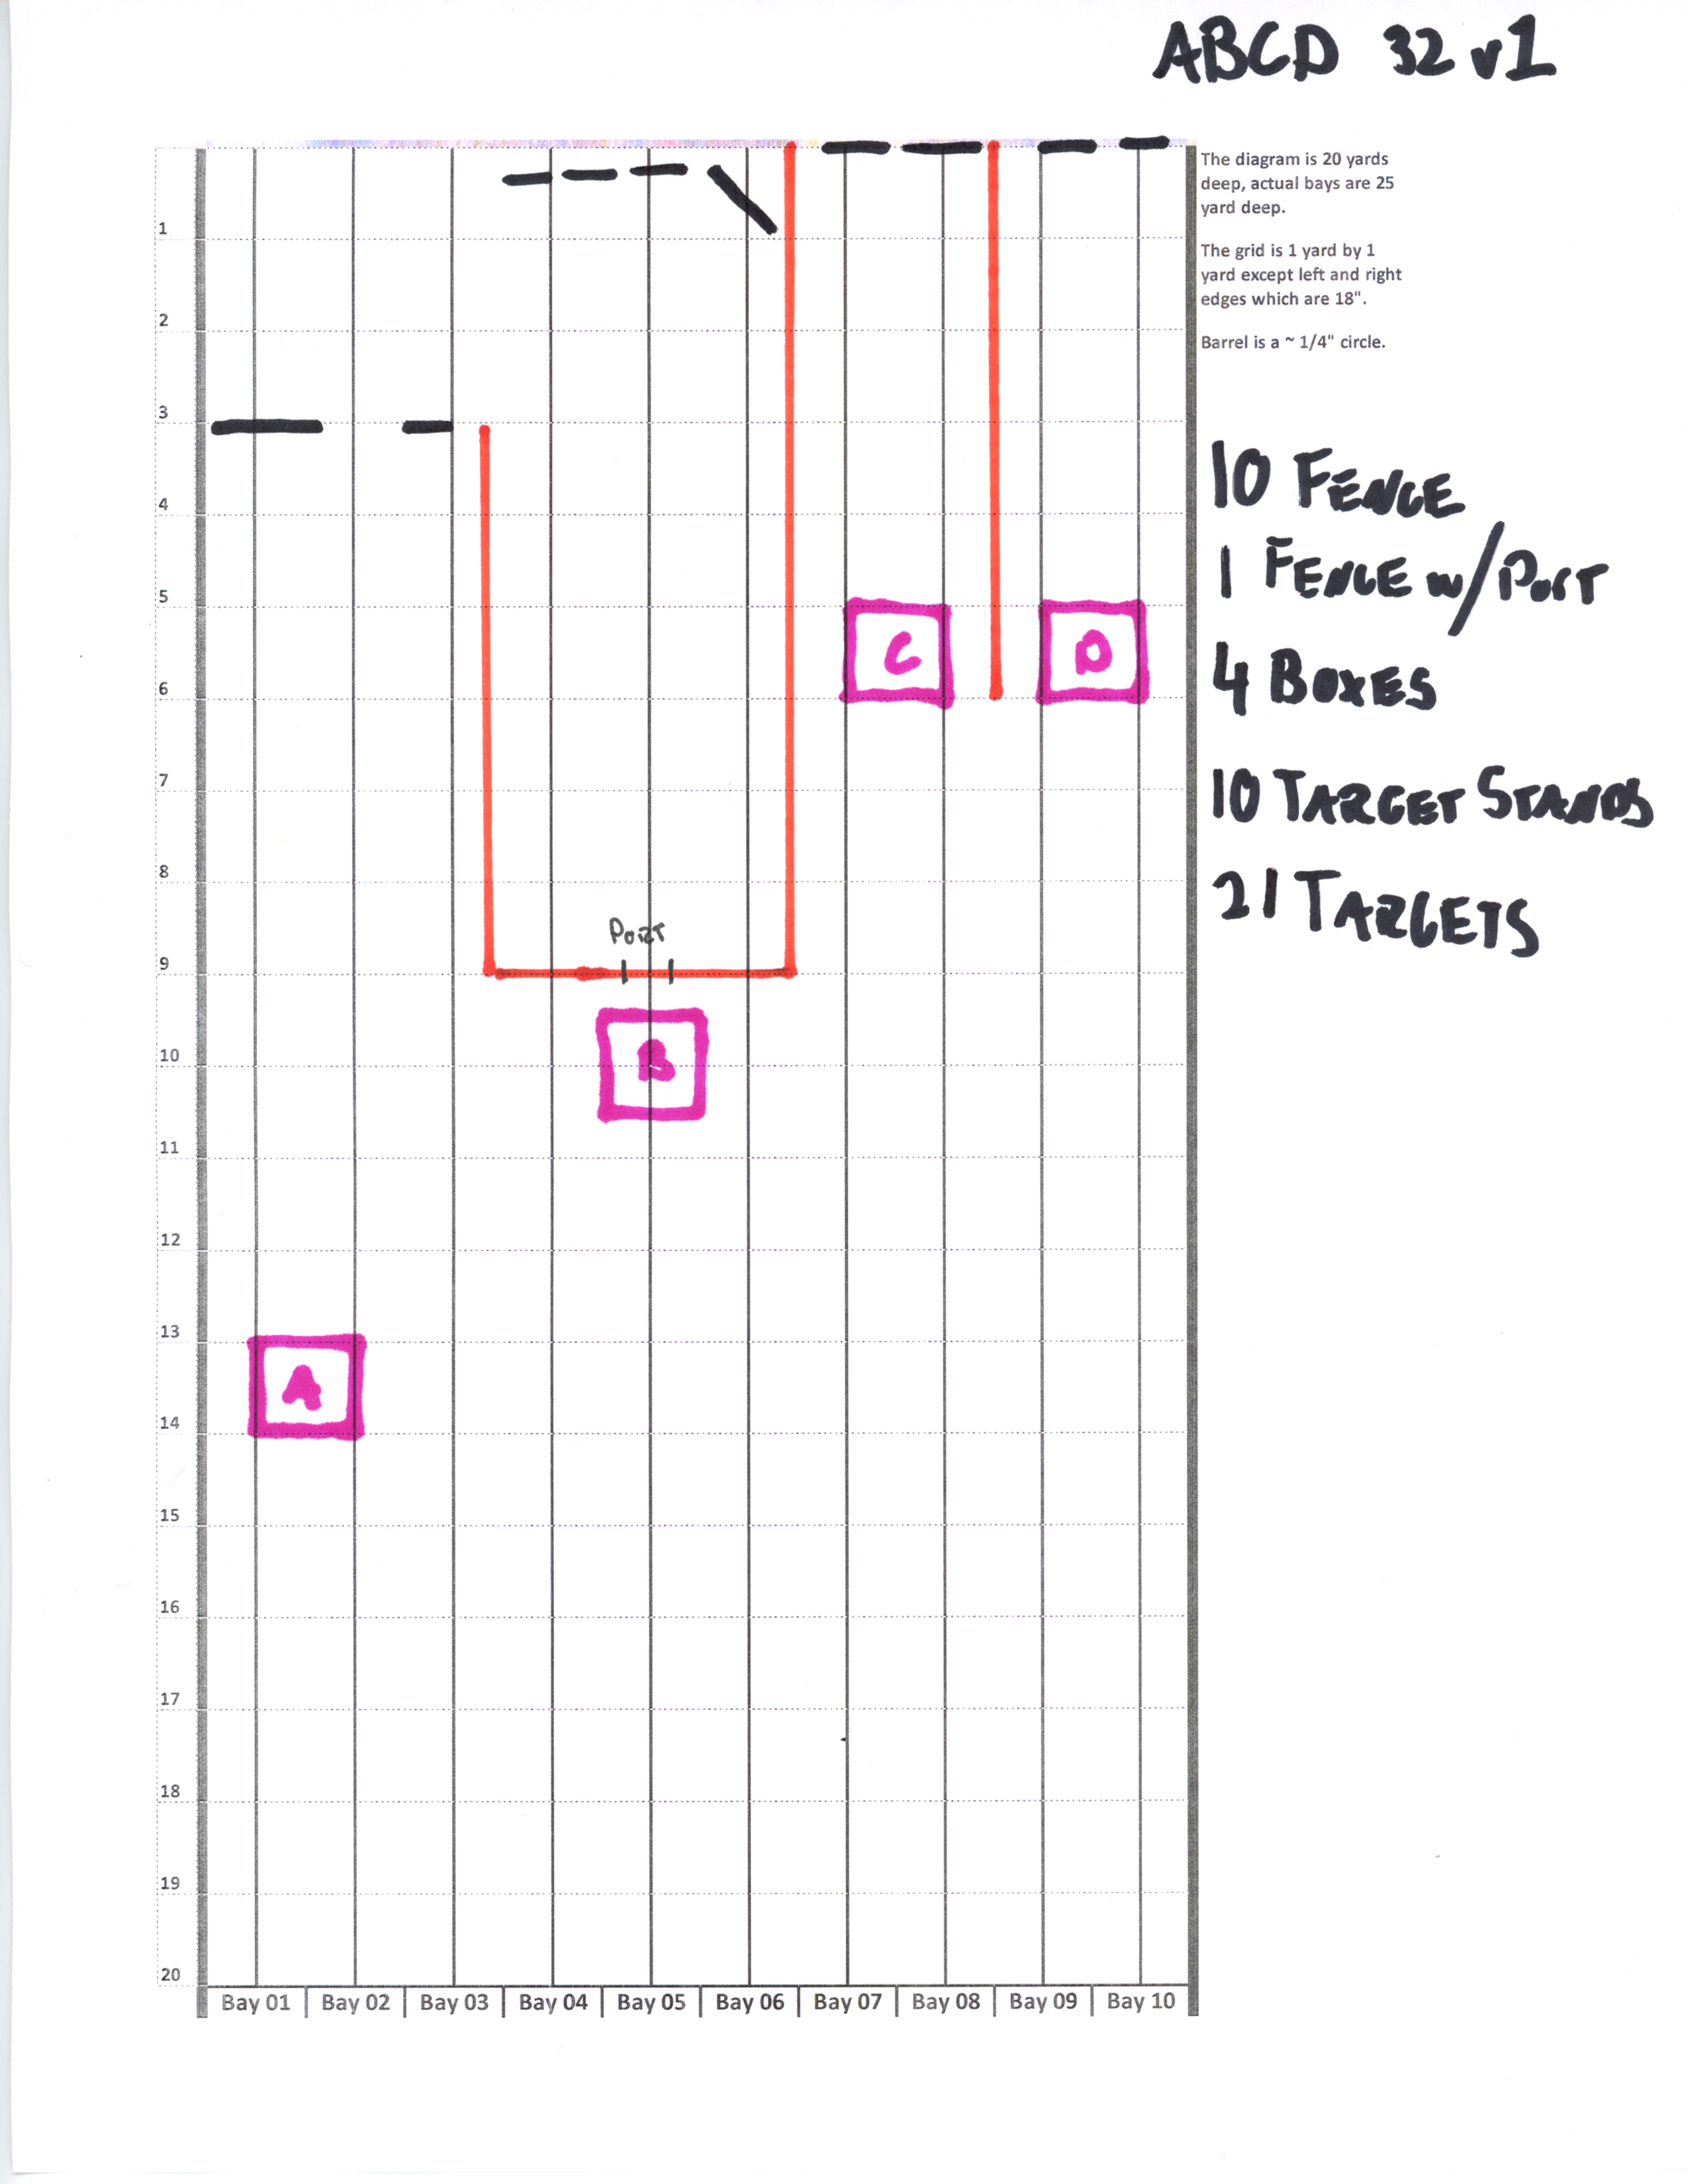 ABCD 32 v1
The diagram is 20 yards
deep, actual bays are 25
yard deep.
The grid is 1 yard by 1
yard except left and right
edges which are 18".
Barrel is a ~ 1/4" circle.
10 FENCE
1 FENCE w/PORT
4 BOXES
10 TARGET STANDS
21 TARGETS
1
2
3
4
5
C D
6
7
8
PORT
9
B
10
11
12
13
A
14
15
16
17
18
19
20
Bay 01 Bay 02 Bay 03 Bay 04 Bay 05 Bay 06 Bay 07 Bay 08 Bay 09 Bay 10